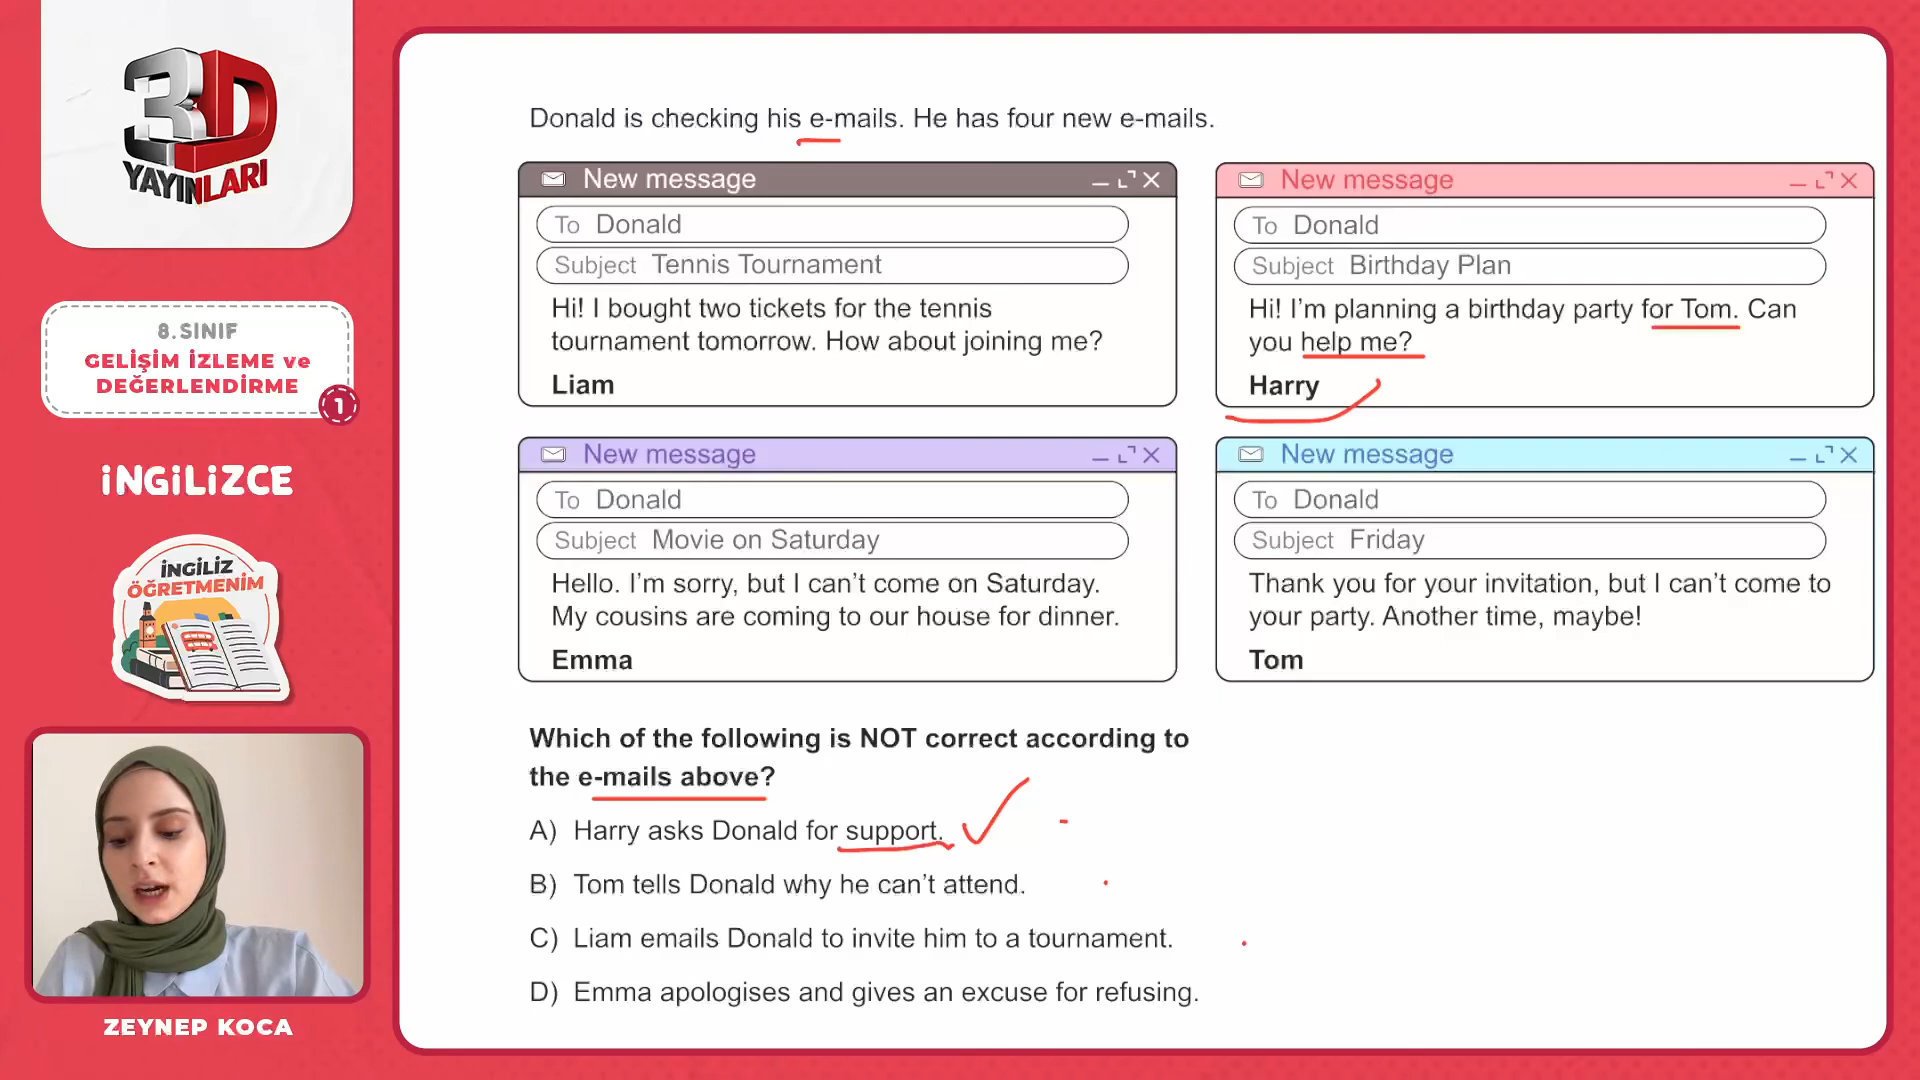 3D
YAYINLARI
8.SINIF
GELİŞİM İZLEME ve
DEĞERLENDİRME
1
iNGiLiZCE
İNGİLİZ
ÖĞRETMENİM
ZEYNEP KOCA
Donald is checking his e-mails. He has four new e-mails.
New message
To Donald
Subject Tennis Tournament
Hi! I bought two tickets for the tennis
tournament tomorrow. How about joining me?
Liam
New message
To Donald
Subject Birthday Plan
Hi! I'm planning a birthday party for Tom. Can
you help me?
Harry
New message
To Donald
Subject Movie on Saturday
Hello. I'm sorry, but I can't come on Saturday.
My cousins are coming to our house for dinner.
Emma
New message
To Donald
Subject Friday
Thank you for your invitation, but I can't come to
your party. Another time, maybe!
Tom
Which of the following is NOT correct according to
the e-mails above?
A) Harry asks Donald for support.
B) Tom tells Donald why he can't attend.
C) Liam emails Donald to invite him to a tournament.
D) Emma apologises and gives an excuse for refusing.